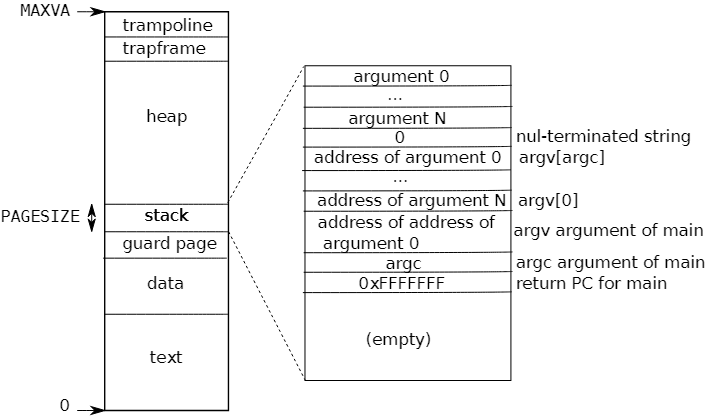 MAXVA
trampoline
trapframe
heap
PAGESIZE
stack
guard page
data
text
0
argument 0
...
argument N
0 nul-terminated string
address of argument 0 argv[argc]
...
address of argument N argv[0]
address of address of
argument 0 argv argument of main
argc argc argument of main
0xFFFFFFF return PC for main
(empty)